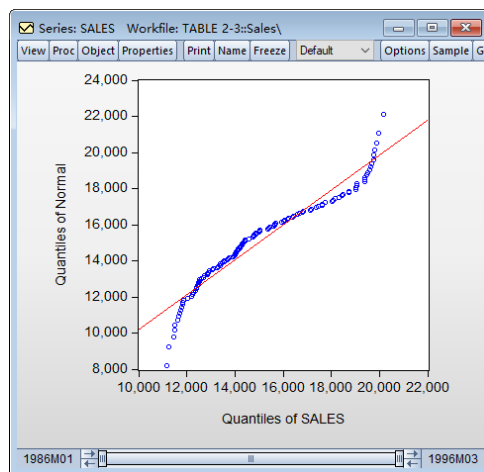 Series: SALES Workfile: TABLE 2-3::Sales\
View Proc Object Properties Print Name Freeze Default Options Sample G
24,000
22,000
20,000
18,000
16,000
14,000
12,000
10,000
8,000
Quantiles of Normal
10,000 12,000 14,000 16,000 18,000 20,000 22,000
Quantiles of SALES
1986M01 1996M03